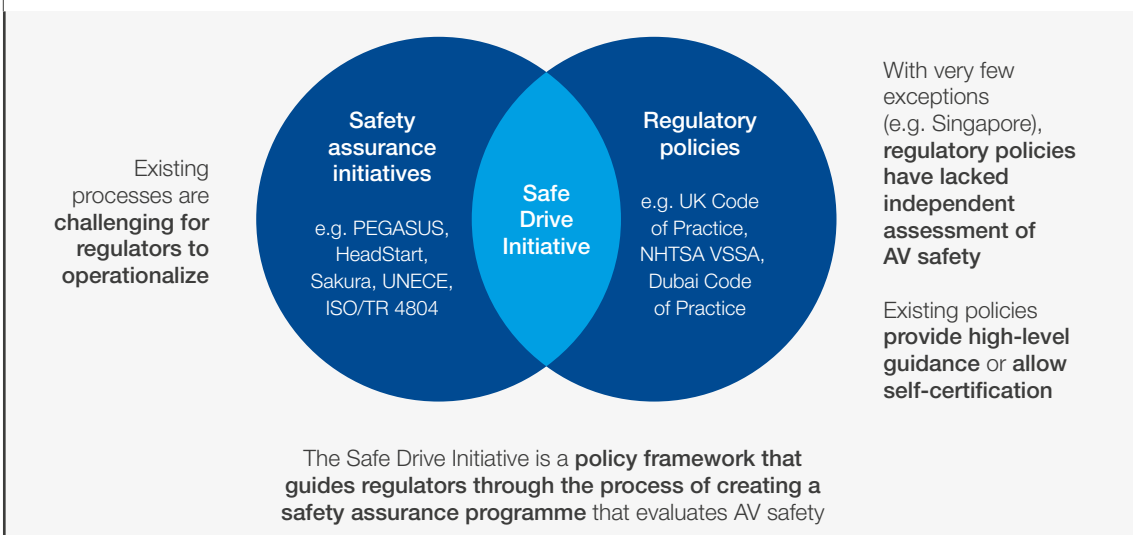 Existing
processes are
challenging for
regulators to
operationalize
Safety
assurance
initiatives
e.g. PEGASUS,
HeadStart,
Sakura, UNECE,
ISO/TR 4804
Safe
Drive
Initiative
Regulatory
policies
e.g. UK Code
of Practice,
NHTSA VSSA,
Dubai Code
of Practice
With very few
exceptions
(e.g. Singapore),
regulatory policies
have lacked
independent
assessment of
AV safety
Existing policies
provide high-level
guidance or allow
self-certification
The Safe Drive Initiative is a policy framework that
guides regulators through the process of creating a
safety assurance programme that evaluates AV safety